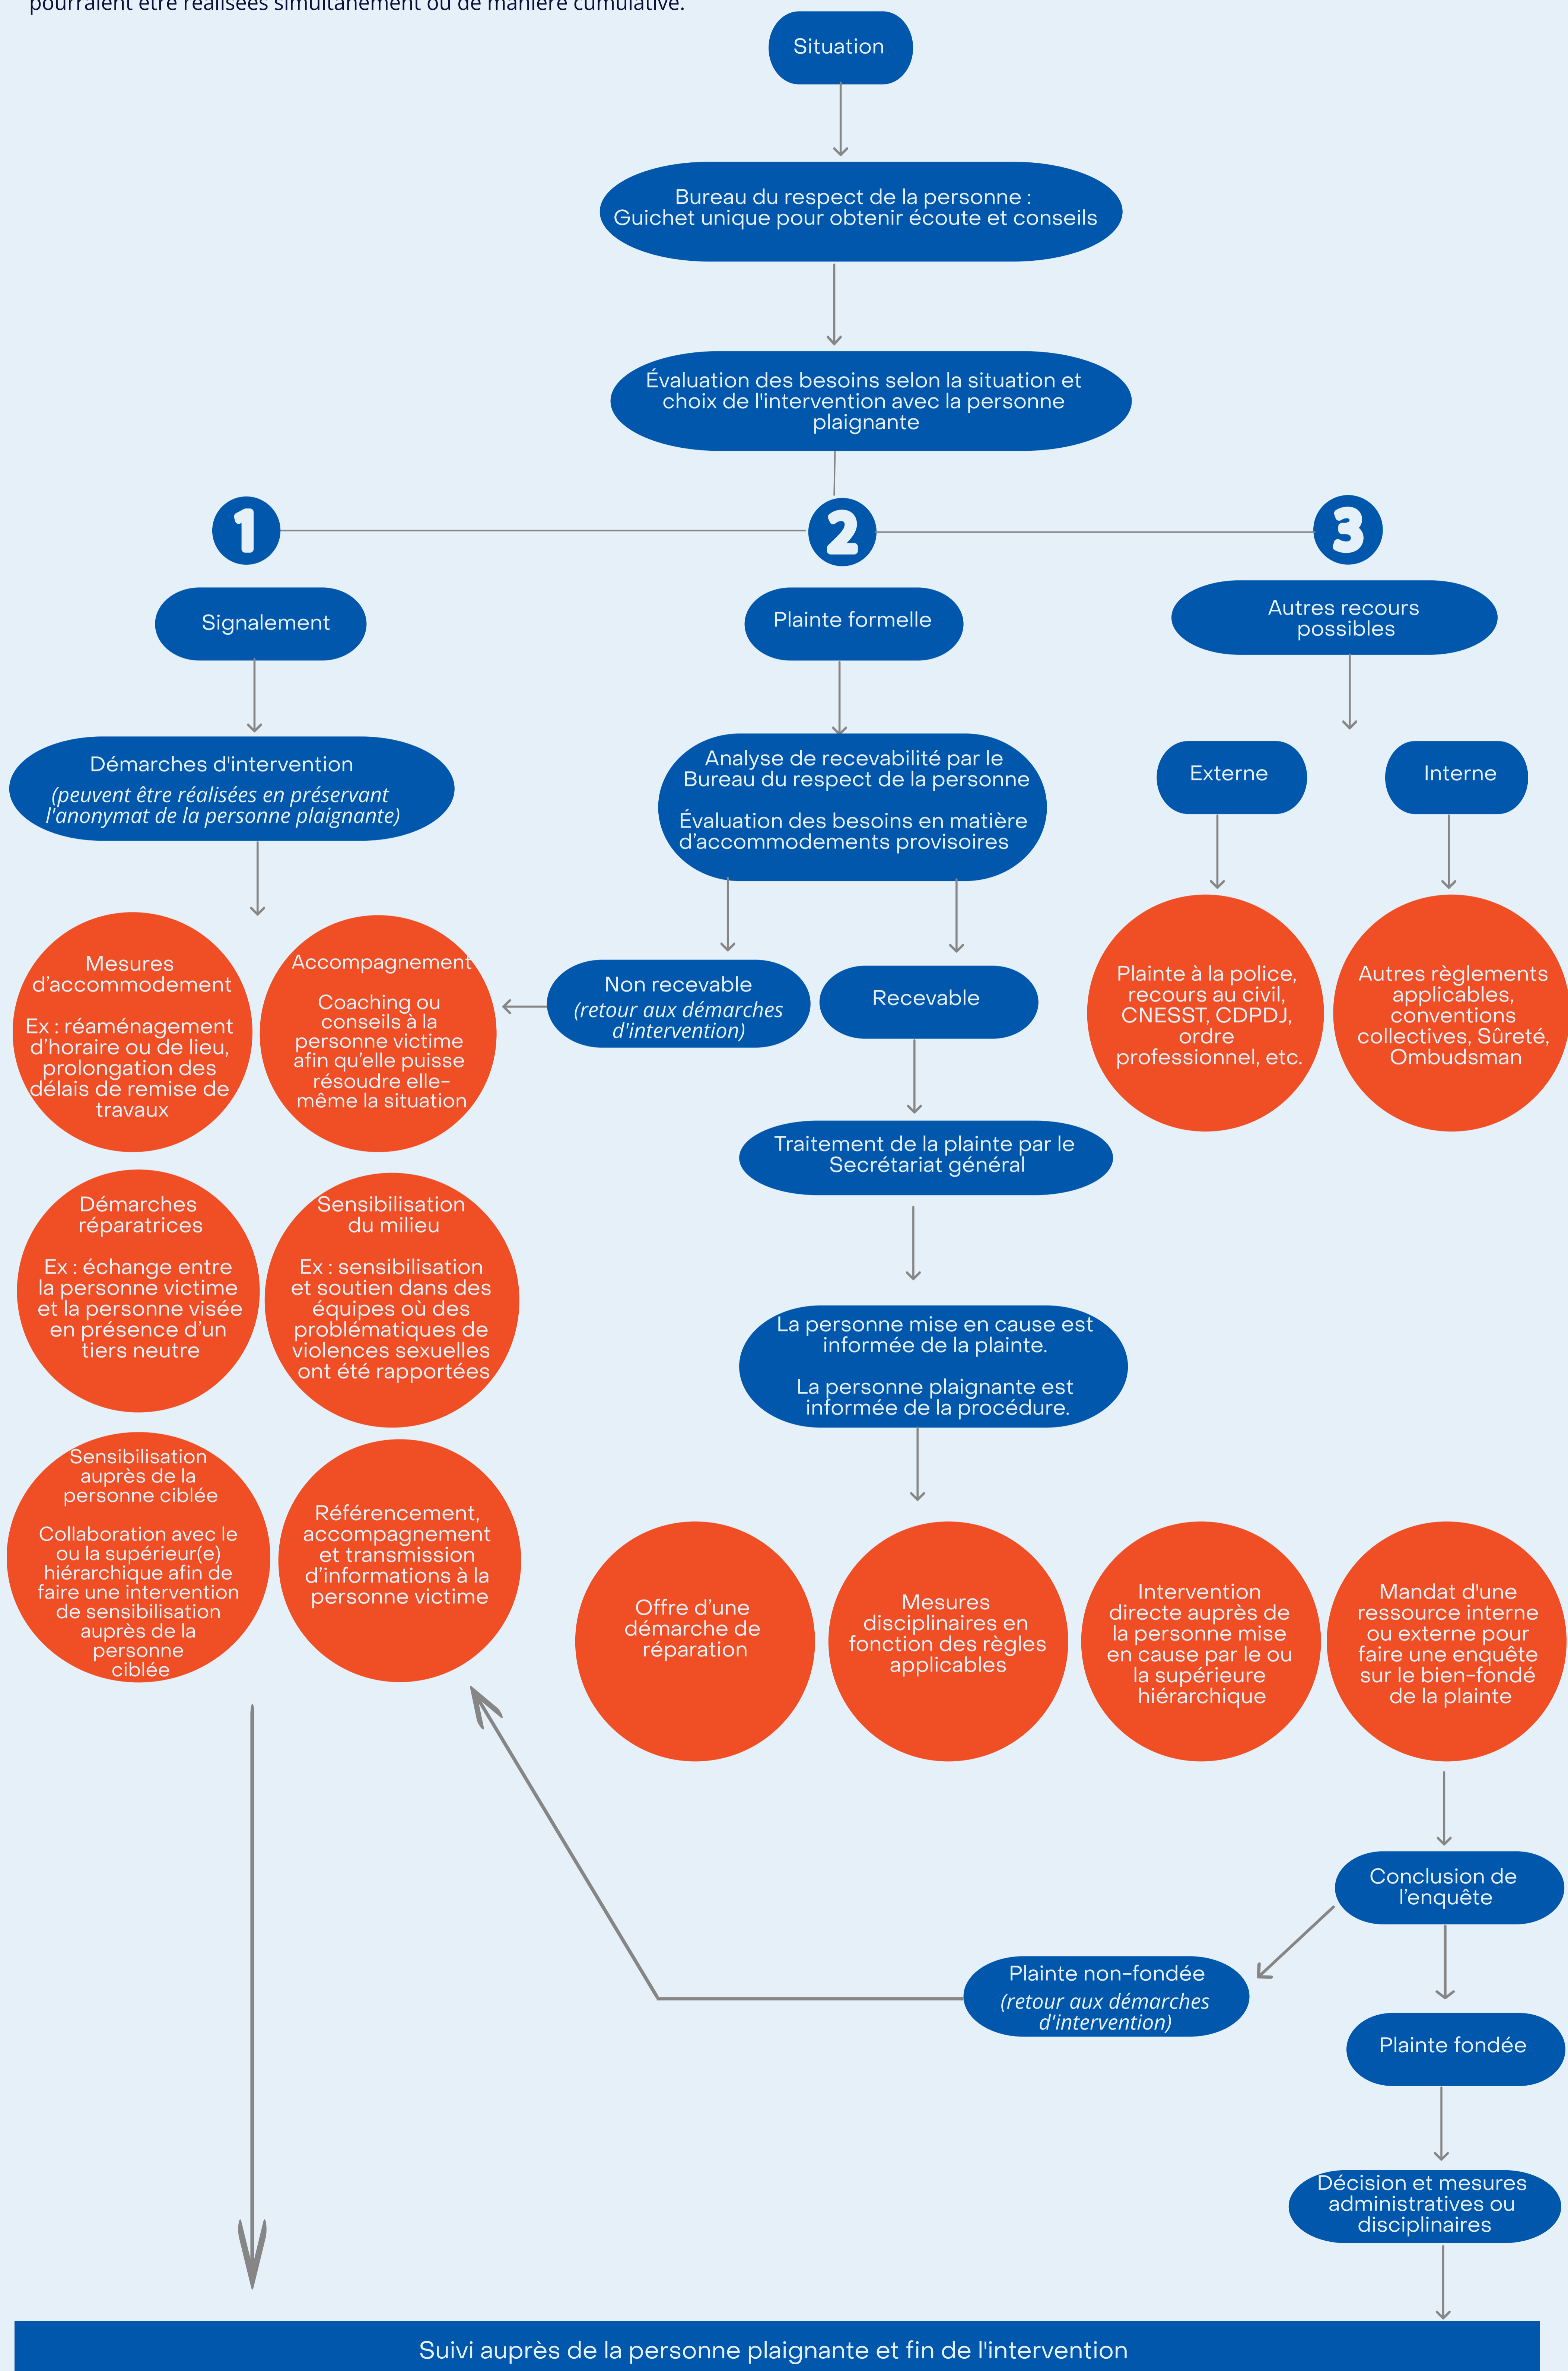 pourraient être réalisées simultanément ou de manière cumulative.
Situation
Bureau du respect de la personne :
Guichet unique pour obtenir écoute et conseils
Évaluation des besoins selon la situation et
choix de l'intervention avec la personne
plaignante
1
2
3
Signalement
Démarches d'intervention
(peuvent être réalisées en préservant
l'anonymat de la personne plaignante)
Mesures
d’accommodement
Ex : réaménagement
d’horaire ou de lieu,
prolongation des
délais de remise de
travaux
Accompagnement
Coaching ou
conseils à la
personne victime
afin qu’elle puisse
résoudre elle-
même la situation
Démarches
réparatrices
Ex : échange entre
la personne victime
et la personne visée
en présence d’un
tiers neutre
Sensibilisation
du milieu
Ex : sensibilisation
et soutien dans des
équipes où des
problématiques de
violences sexuelles
ont été rapportées
Sensibilisation
auprès de la
personne ciblée
Collaboration avec le
ou la supérieur(e)
hiérarchique afin de
faire une intervention
de sensibilisation
auprès de la
personne
ciblée
Référencement,
accompagnement
et transmission
d’informations à la
personne victime
Plainte formelle
Analyse de recevabilité par le
Bureau du respect de la personne
Évaluation des besoins en matière
d’accommodements provisoires
Non recevable
(retour aux démarches
d'intervention)
Recevable
Traitement de la plainte par le
Secrétariat général
La personne mise en cause est
informée de la plainte.
La personne plaignante est
informée de la procédure.
Offre d’une
démarche de
réparation
Mesures
disciplinaires en
fonction des règles
applicables
Intervention
directe auprès de
la personne mise
en cause par le ou
la supérieure
hiérarchique
Mandat d'une
ressource interne
ou externe pour
faire une enquête
sur le bien-fondé
de la plainte
Conclusion de
l’enquête
Plainte non-fondée
(retour aux démarches
d'intervention)
Plainte fondée
Décision et mesures
administratives ou
disciplinaires
Autres recours
possibles
Externe
Interne
Plainte à la police,
recours au civil,
CNESST, CDPDJ,
ordre
professionnel, etc.
Autres règlements
applicables,
conventions
collectives, Sûreté,
Ombudsman
Suivi auprès de la personne plaignante et fin de l'intervention